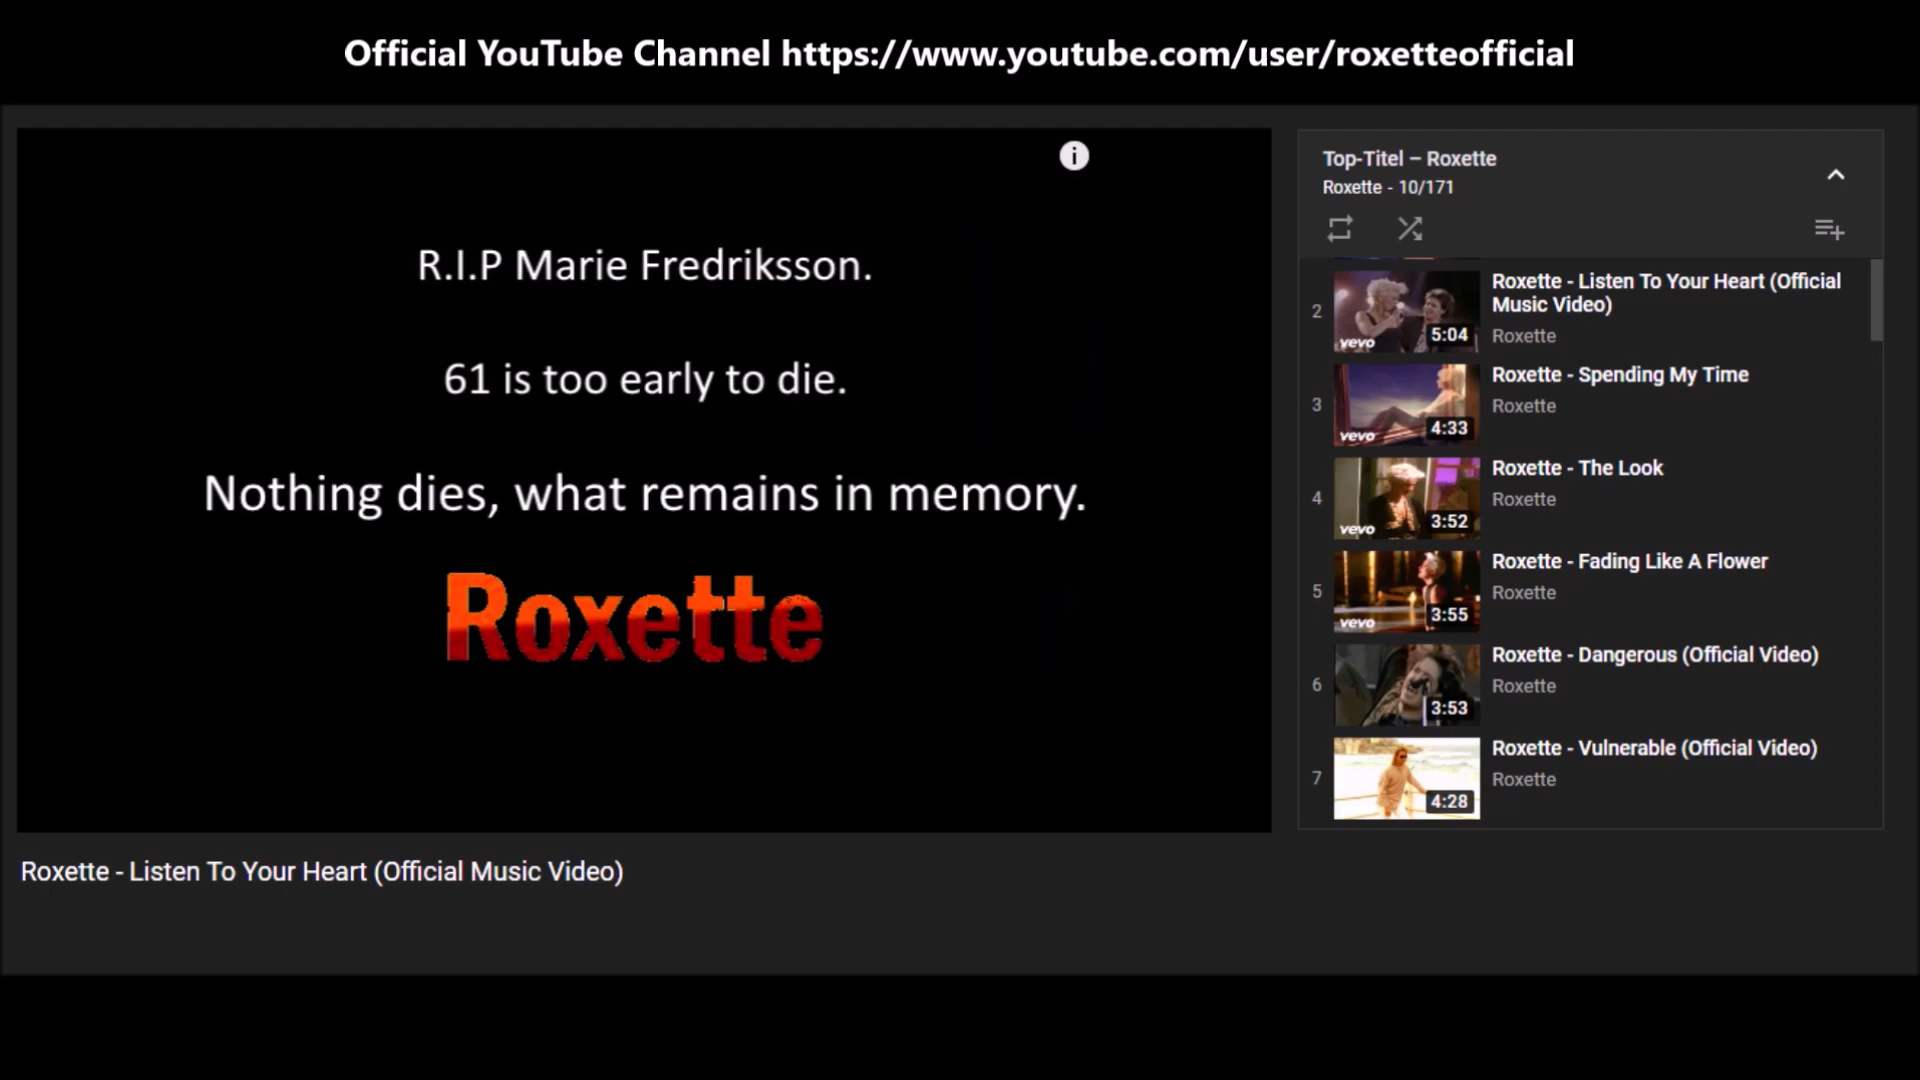 Official YouTube Channel https://www.youtube.com/user/roxetteofficial
R.I.P Marie Fredriksson.
61 is too early to die.
Nothing dies, what remains in memory.
Roxette
Roxette - Listen To Your Heart (Official Music Video)
Top-Titel – Roxette
Roxette - 10/171
2
vevo
5:04
Roxette - Listen To Your Heart (Official
Music Video)
Roxette
3
vevo
4:33
Roxette - Spending My Time
Roxette
4
vevo
3:52
Roxette - The Look
Roxette
5
vevo
3:55
Roxette - Fading Like A Flower
Roxette
6
3:53
Roxette - Dangerous (Official Video)
Roxette
7
4:28
Roxette - Vulnerable (Official Video)
Roxette